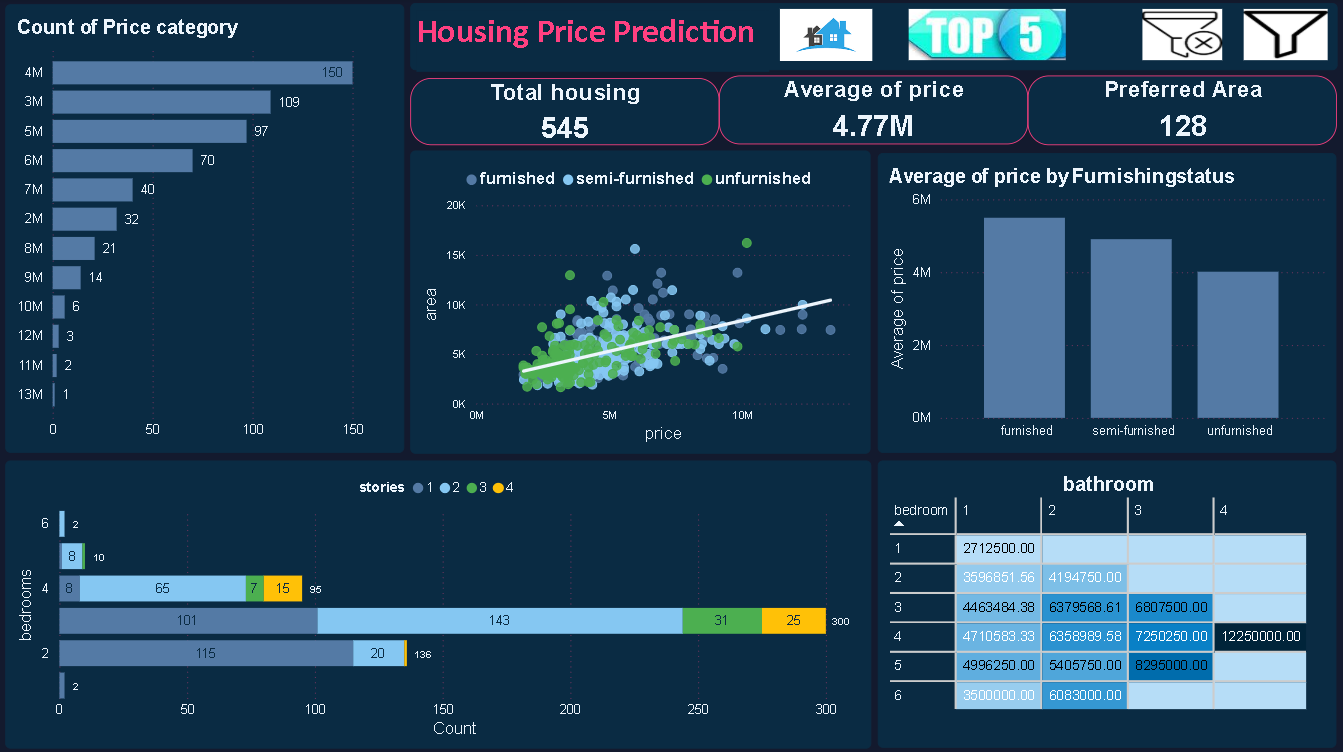 Count of Price category
4M 150
3M 109
5M 97
6M 70
7M 40
2M 32
8M 21
9M 14
10M 6
12M 3
11M 2
13M 1
0 50 100 150
Housing Price Prediction
TOP 5
Total housing
545
Average of price
4.77M
Preferred Area
128
furnished semi-furnished unfurnished
20K
15K
10K
5K
0K
area
0M 5M 10M
price
Average of price by Furnishingstatus
6M
4M
2M
0M
Average of price
furnished semi-furnished unfurnished
stories 1 2 3 4
6 2
8 10
4 8 65 7 15 95
101 143 31 25 300
2 115 20 136
2
bedrooms
0 50 100 150 200 250 300
Count
bathroom
bedroom 1 2 3 4
1 2712500.00
2 3596851.56 4194750.00
3 4463484.38 6379568.61 6807500.00
4 4710583.33 6358989.58 7250250.00 12250000.00
5 4996250.00 5405750.00 8295000.00
6 3500000.00 6083000.00